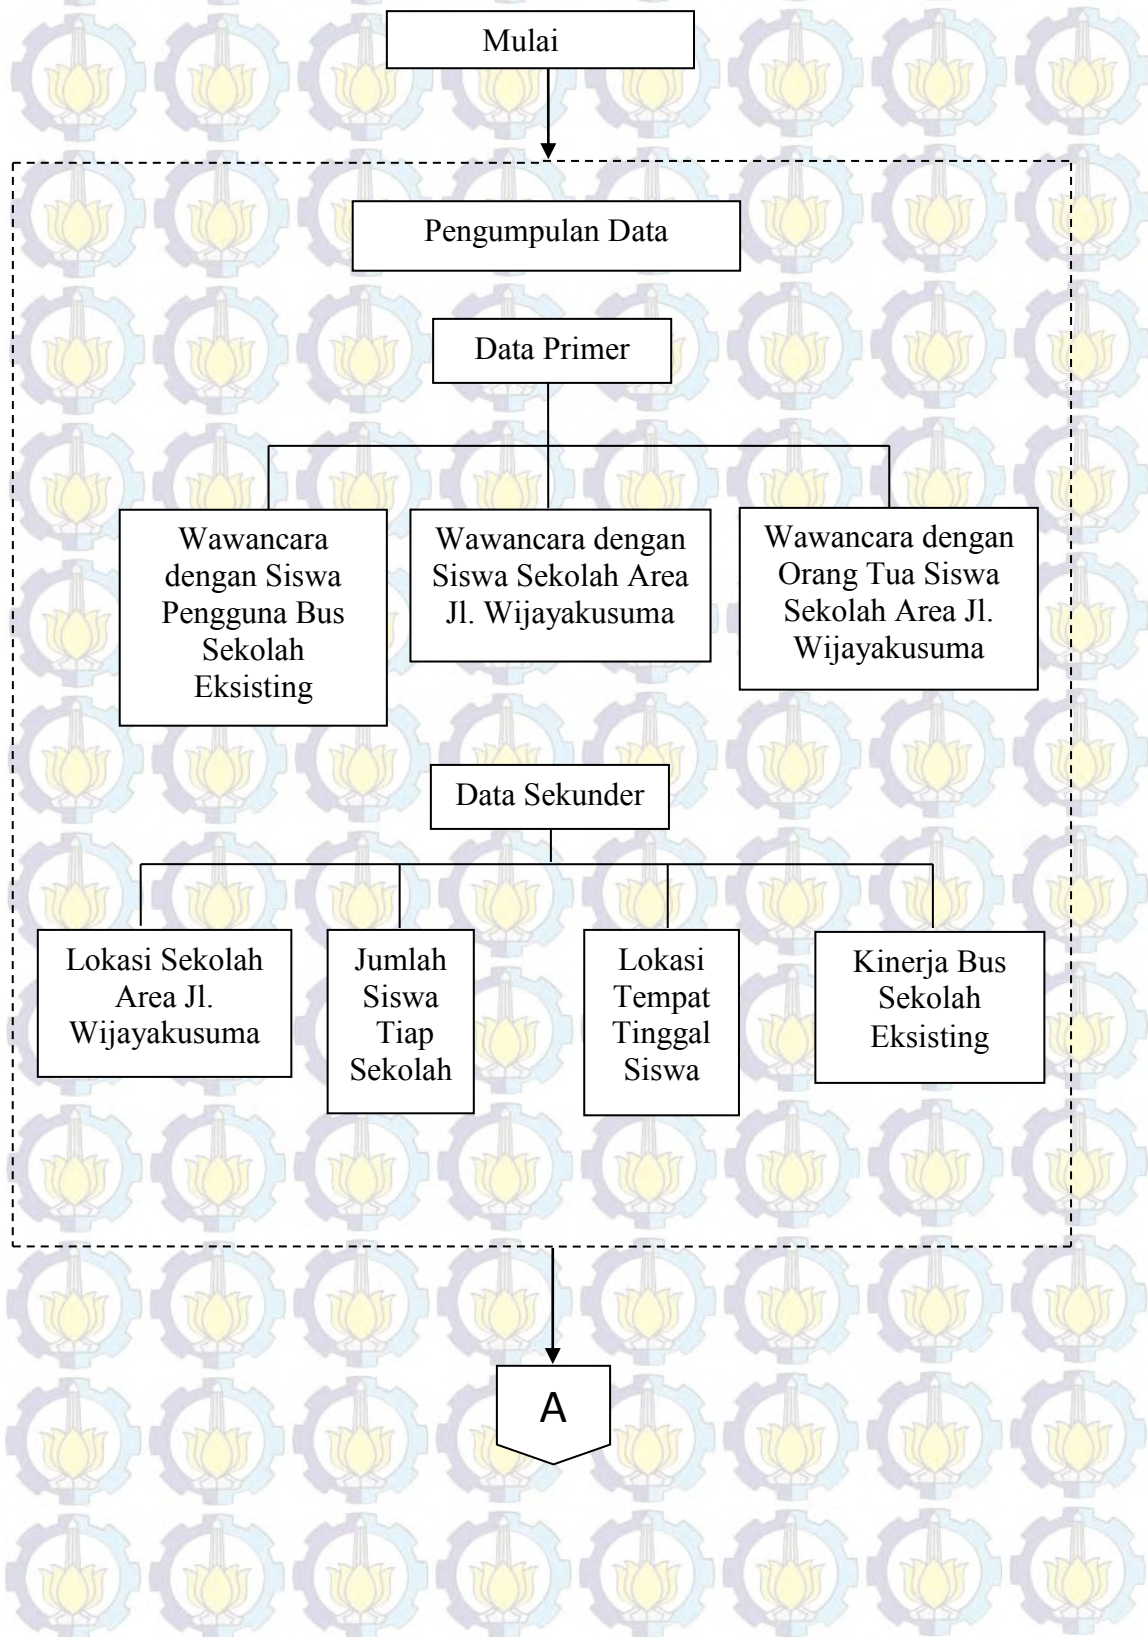 Mulai
Pengumpulan Data
Data Primer
Wawancara
dengan Siswa
Pengguna Bus
Sekolah
Eksisting
Wawancara dengan
Siswa Sekolah Area
Jl. Wijayakusuma
Wawancara dengan
Orang Tua Siswa
Sekolah Area Jl.
Wijayakusuma
Data Sekunder
Lokasi Sekolah
Area Jl.
Wijayakusuma
Jumlah
Siswa
Tiap
Sekolah
Lokasi
Tempat
Tinggal
Siswa
Kinerja Bus
Sekolah
Eksisting
A